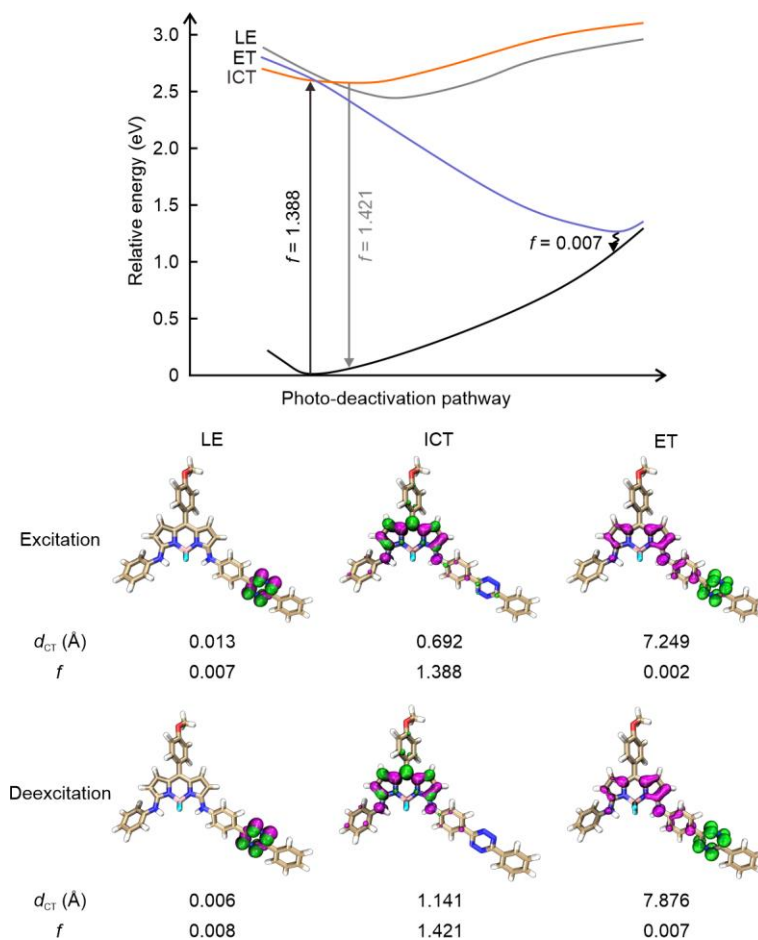 3.0
2.5
2.0
1.5
1.0
0.5
0
Relative energy (eV)
LE
ET
ICT
f = 1.388
f = 1.421
f = 0.007
Photo-deactivation pathway
LE ICT ET
Excitation
dCT (Å) 0.013 0.692 7.249
f 0.007 1.388 0.002
Deexcitation
dCT (Å) 0.006 1.141 7.876
f 0.008 1.421 0.007